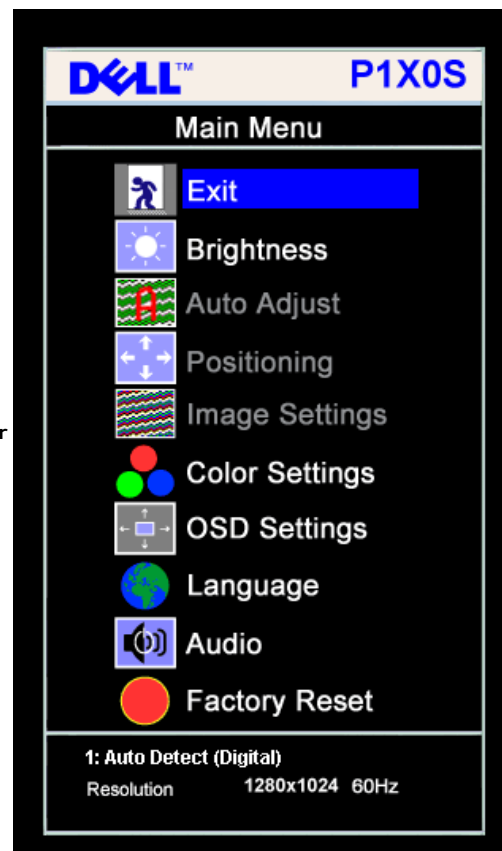 DELL™ P1X0S
Main Menu
Exit
Brightness
Auto Adjust
Positioning
Image Settings
r
Color Settings
OSD Settings
Language
Audio
Factory Reset
1: Auto Detect (Digital)
Resolution 1280x1024 60Hz